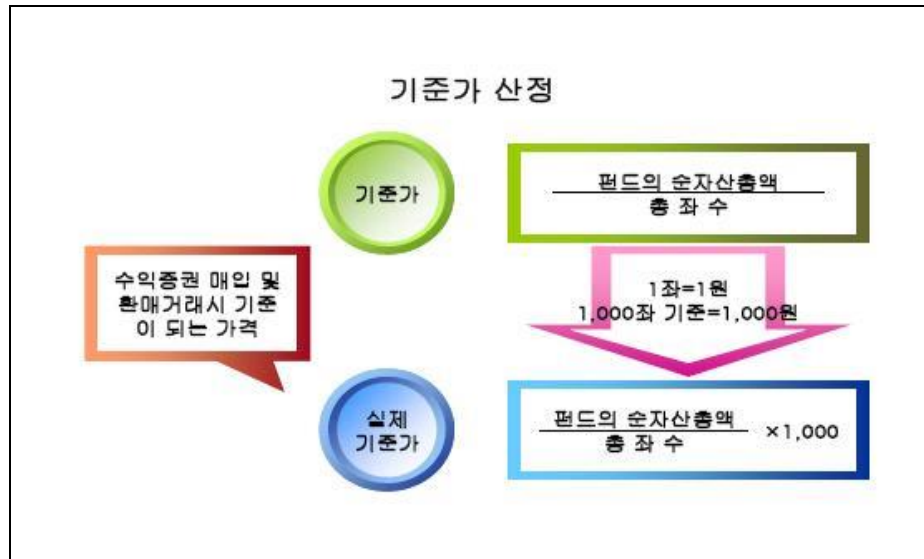 기준가 산정
기준가
펀드의 순자산총액
총 좌 수
수익증권 매입 및
환매거래시 기준
이 되는 가격
1좌=1원
1,000좌 기준=1,000원
실제
기준가
펀드의 순자산총액
총 좌 수
×1,000